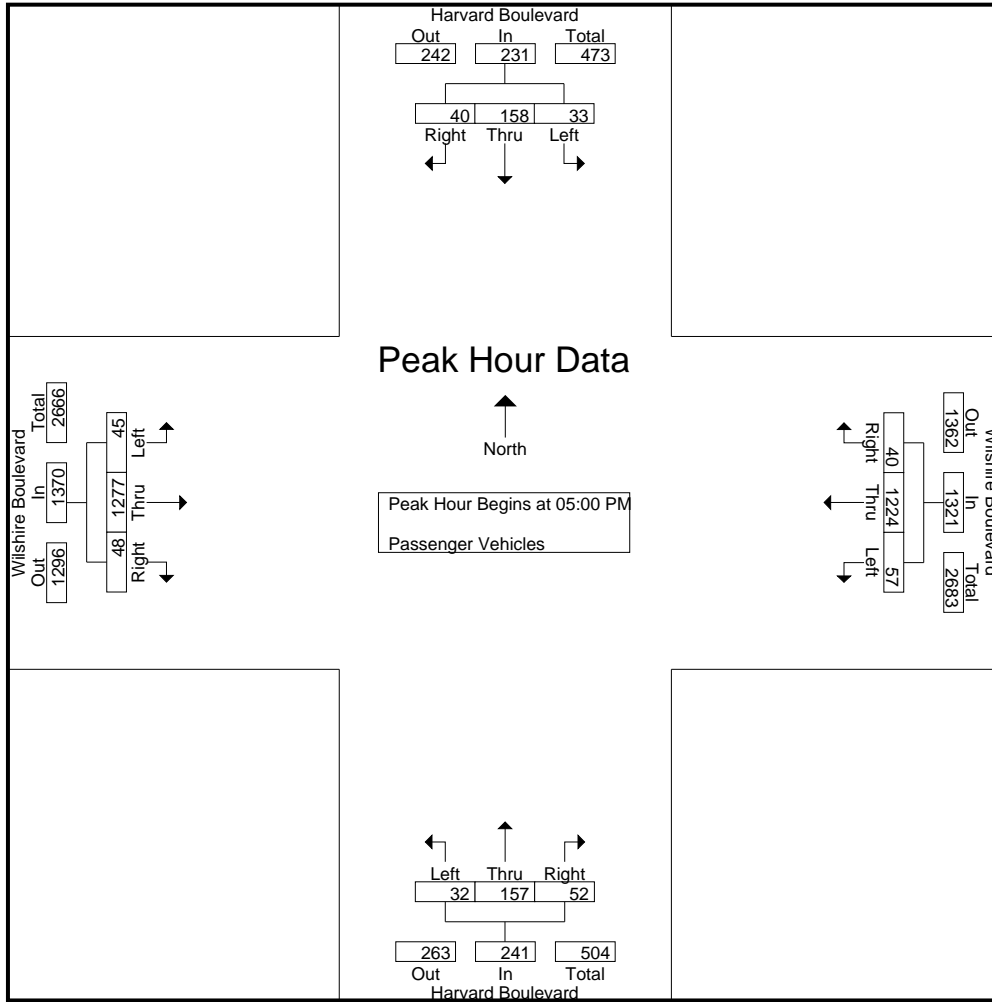 Harvard Boulevard
Out In Total
242 231 473
40 158 33
Right Thru Left
Peak Hour Data
North
Peak Hour Begins at 05:00 PM
Passenger Vehicles
Wilshire Boulevard
Out In Total
1296 1370 2666
48 1277 45
Right Thru Left
Wilshire Boulevard
Out In Total
1362 1321 2683
40 1224 57
Right Thru Left
Left Thru Right
32 157 52
263 241 504
Out In Total
Harvard Boulevard